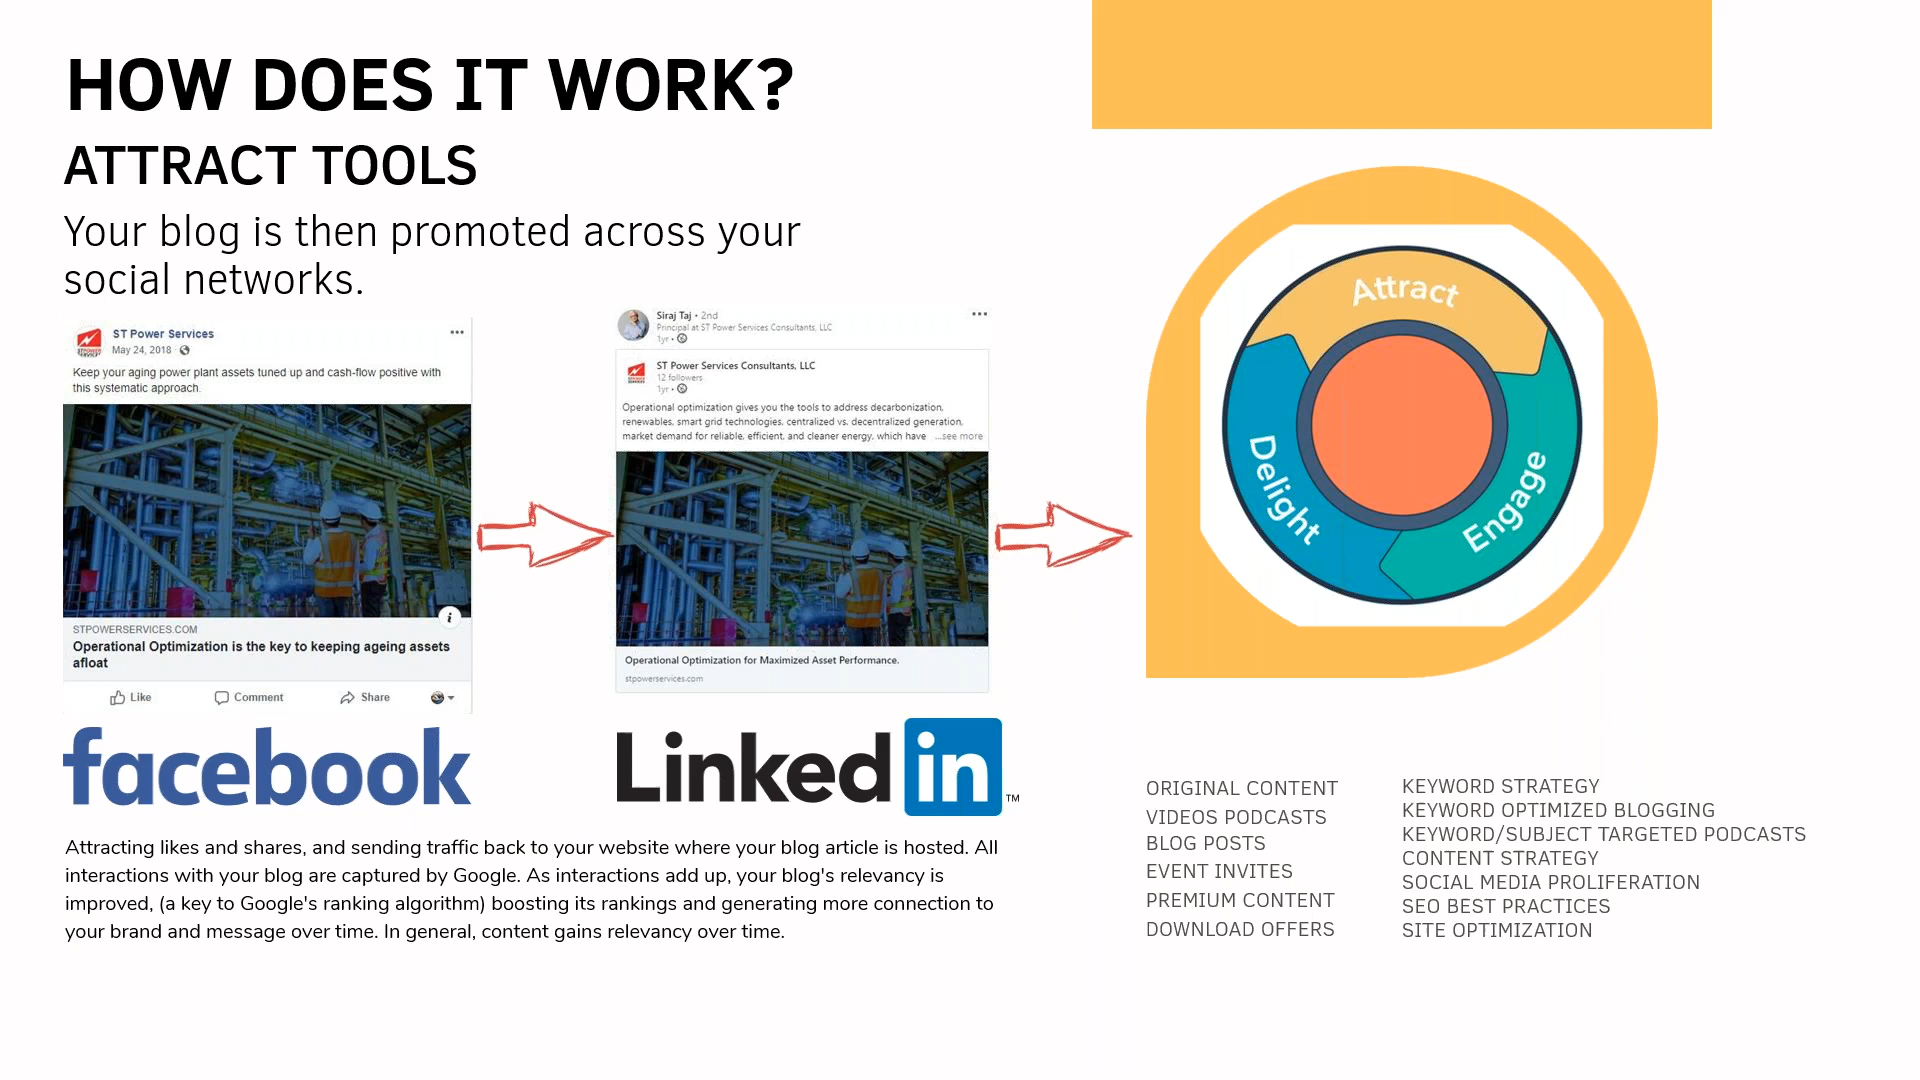 HOW DOES IT WORK?
ATTRACT TOOLS
Your blog is then promoted across your
social networks.
ST Power Services
May 24, 2018
Keep your aging power plant assets tuned up and cash-flow positive with
this systematic approach.
STPOWERSERVICES.COM
Operational Optimization is the key to keeping ageing assets
afloat
Like
Comment
Share
facebook
Siraj Taj • 2nd
Principal at ST Power Services Consultants, LLC
1yr •
ST Power Services Consultants, LLC
12 followers
1yr •
Operational optimization gives you the tools to address decarbonization,
renewables, smart grid technologies, centralized vs. decentralized generation,
market demand for reliable, efficient, and cleaner energy, which have ...see more
Operational Optimization for Maximized Asset Performance.
stpowerservices.com
Linked in ™
Attracting likes and shares, and sending traffic back to your website where your blog article is hosted. All
interactions with your blog are captured by Google. As interactions add up, your blog's relevancy is
improved, (a key to Google's ranking algorithm) boosting its rankings and generating more connection to
your brand and message over time. In general, content gains relevancy over time.
Attract
Engage
Delight
ORIGINAL CONTENT
VIDEOS PODCASTS
BLOG POSTS
EVENT INVITES
PREMIUM CONTENT
DOWNLOAD OFFERS
KEYWORD STRATEGY
KEYWORD OPTIMIZED BLOGGING
KEYWORD/SUBJECT TARGETED PODCASTS
CONTENT STRATEGY
SOCIAL MEDIA PROLIFERATION
SEO BEST PRACTICES
SITE OPTIMIZATION